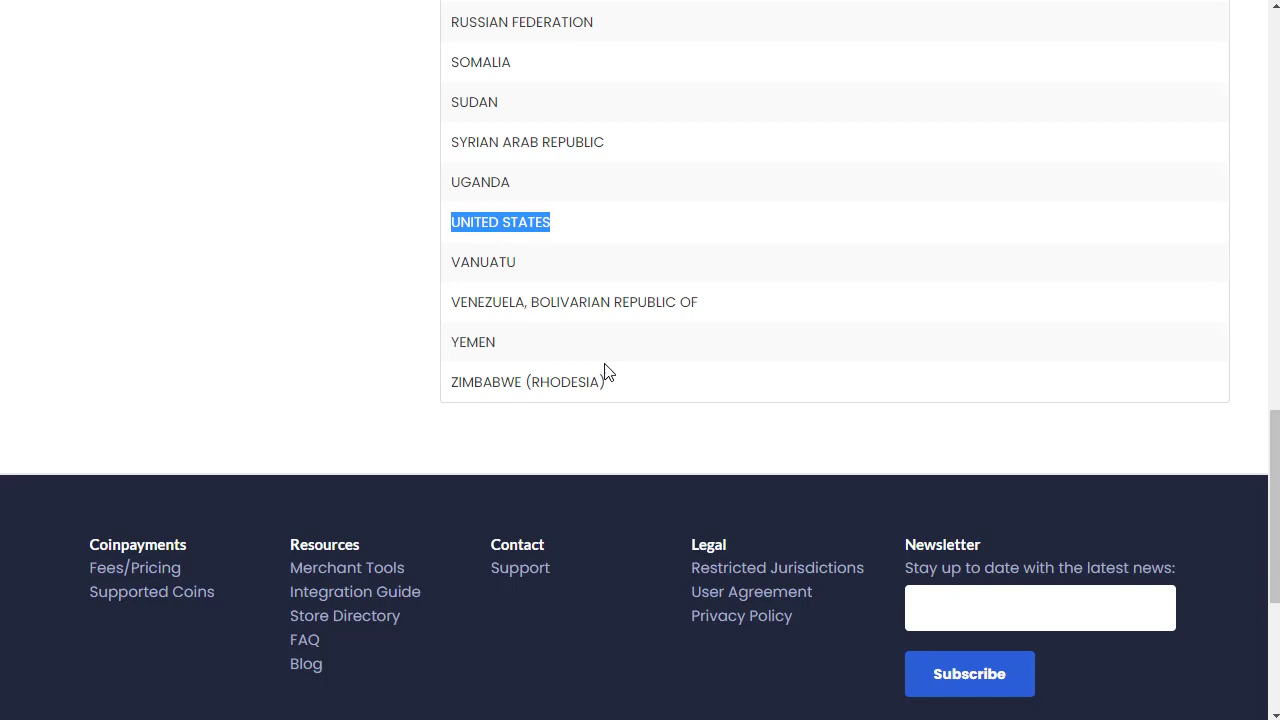 RUSSIAN FEDERATION
SOMALIA
SUDAN
SYRIAN ARAB REPUBLIC
UGANDA
UNITED STATES
VANUATU
VENEZUELA, BOLIVARIAN REPUBLIC OF
YEMEN
ZIMBABWE (RHODESIA)
Coinpayments
Fees/Pricing
Supported Coins
Resources
Merchant Tools
Integration Guide
Store Directory
FAQ
Blog
Contact
Support
Legal
Restricted Jurisdictions
User Agreement
Privacy Policy
Newsletter
Stay up to date with the latest news:
Subscribe